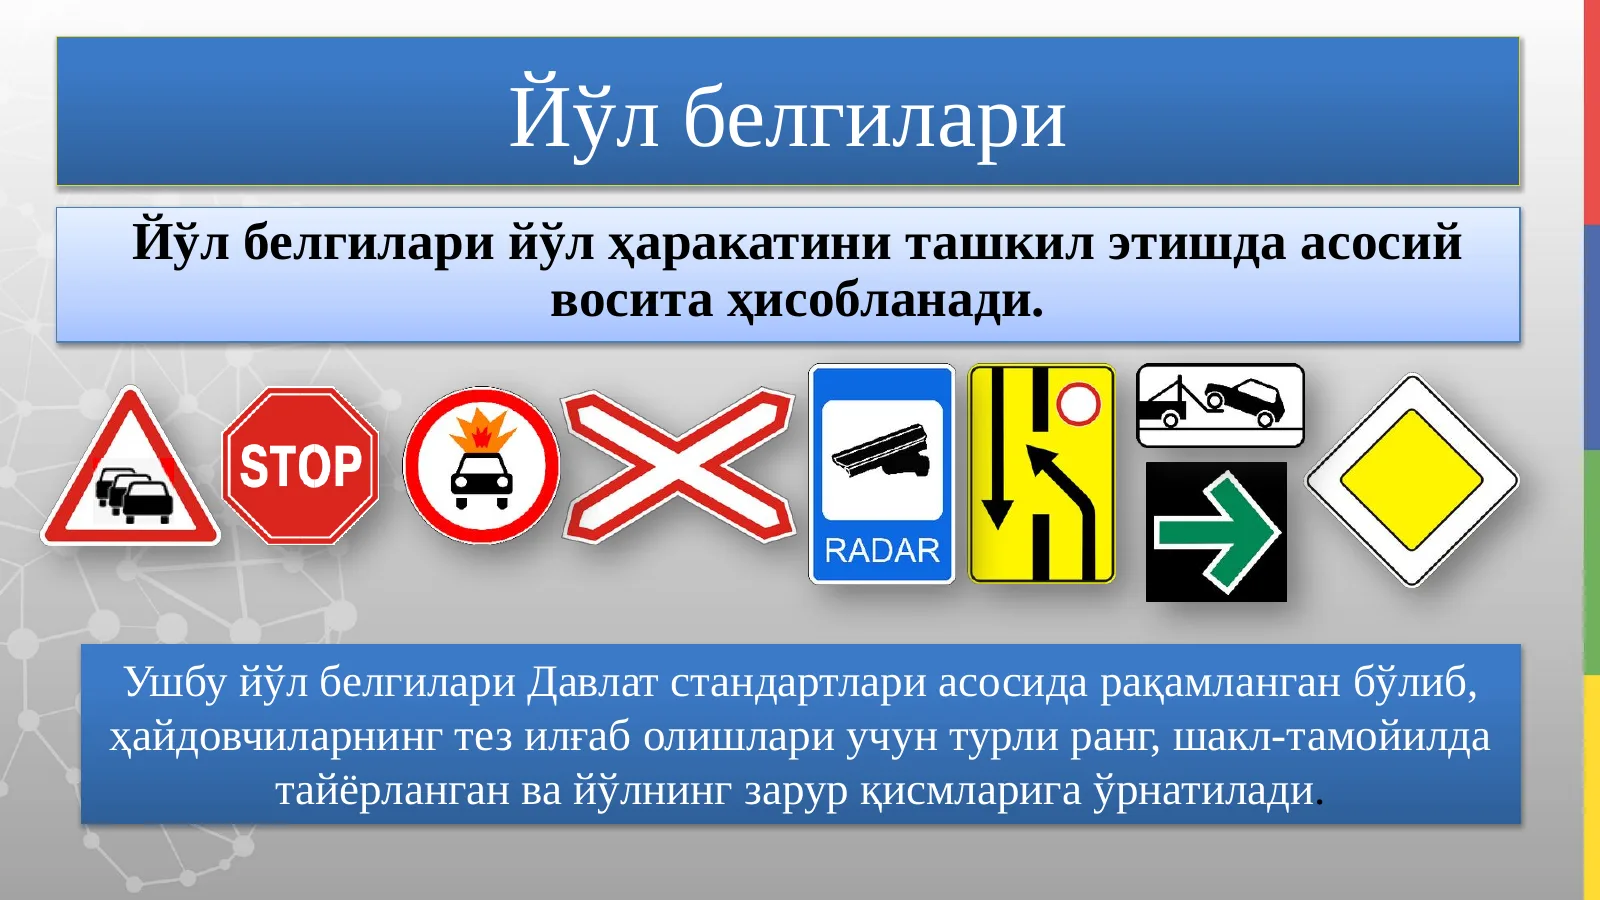 Йўл белгилари
Йўл белгилари йўл ҳаракатини ташкил этишда асосий
восита ҳисобланади.
STOP
RADAR
Ушбу йўл белгилари Давлат стандартлари асосида рақамланган бўлиб,
ҳайдовчиларнинг тез илғаб олишлари учун турли ранг, шакл-тамойилда
тайёрланган ва йўлнинг зарур қисмларига ўрнатилади.